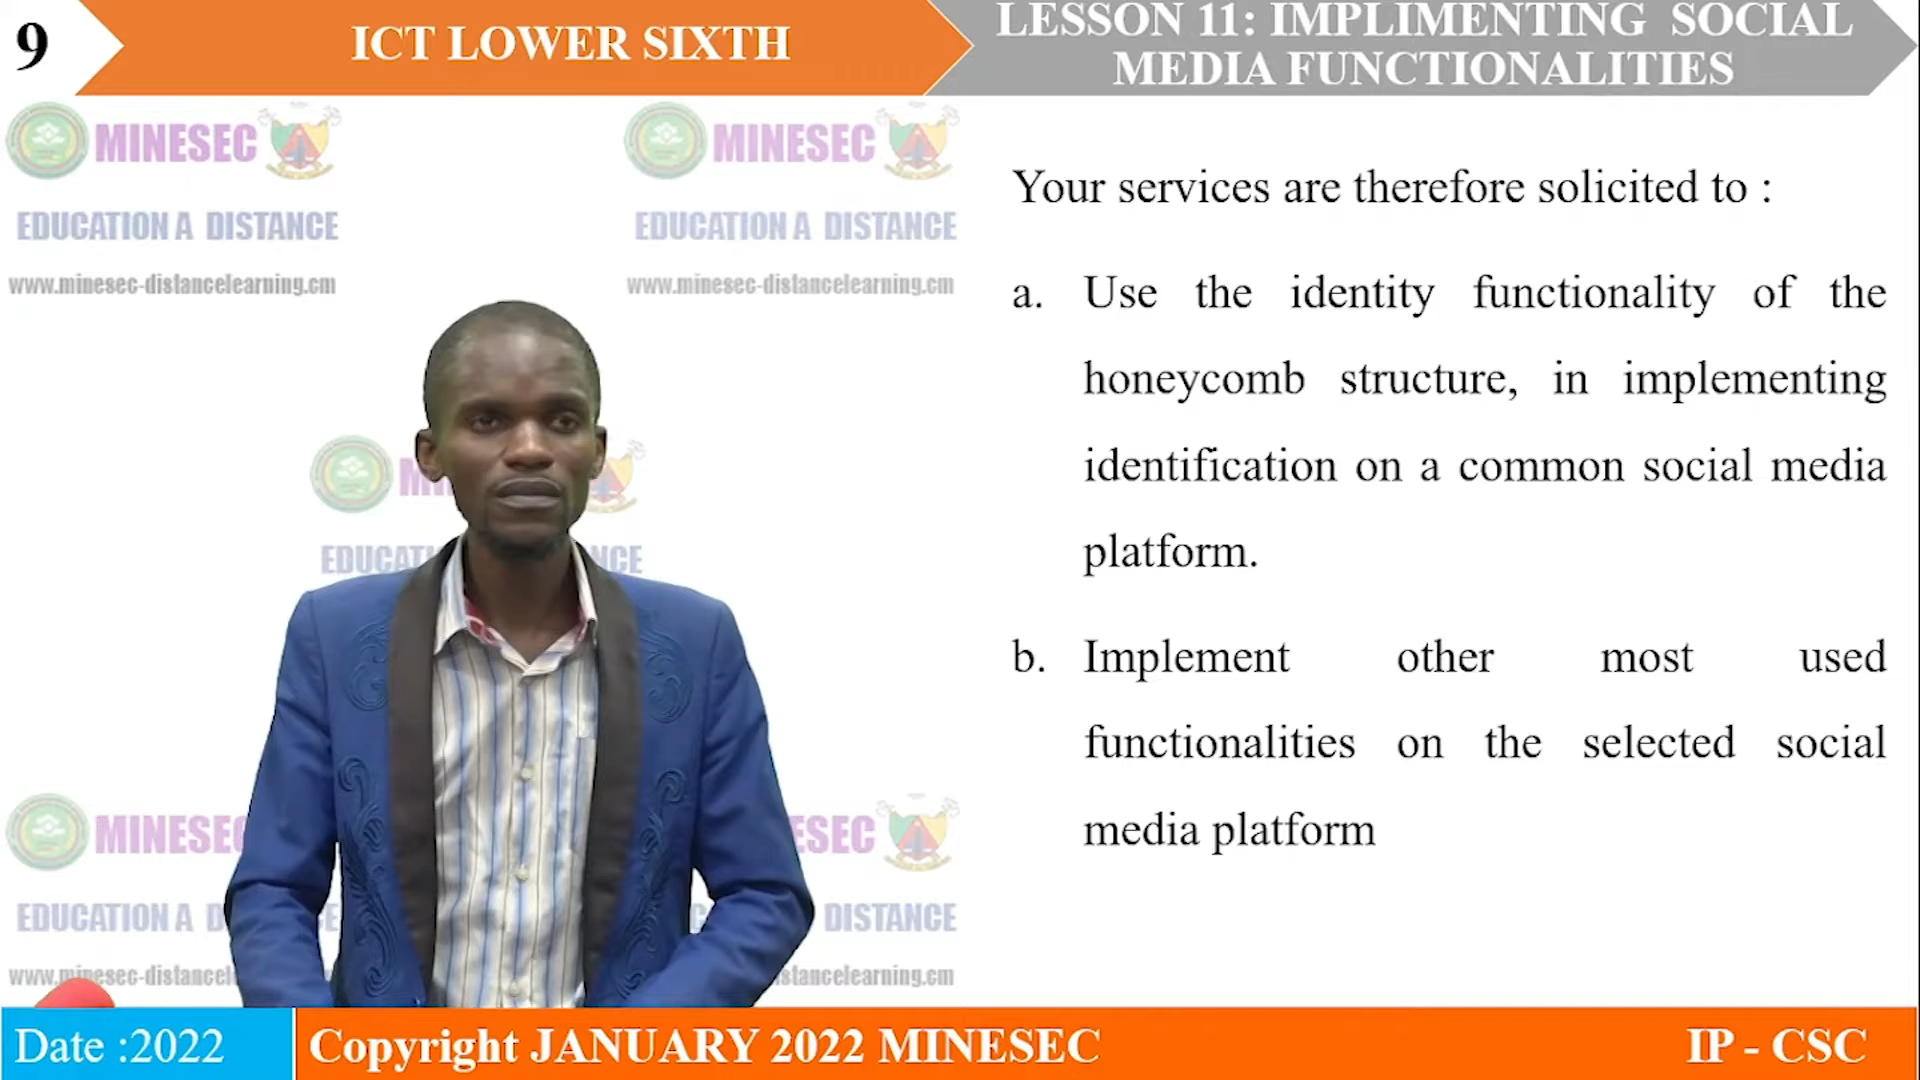 9
ICT LOWER SIXTH
LESSON 11: IMPLIMENTING SOCIAL
MEDIA FUNCTIONALITIES
MINESEC
EDUCATION A DISTANCE
www.minesec-distancelearning.cm
MINESEC
EDUCATION A DISTANCE
www.minesec-distancelearning.cm
Your services are therefore solicited to :
a. Use the identity functionality of the
honeycomb structure, in implementing
identification on a common social media
platform.
b. Implement other most used
functionalities on the selected social
media platform
MINESEC
EDUCATION A
DISTANCE
Date :2022
Copyright JANUARY 2022 MINESEC
IP - CSC